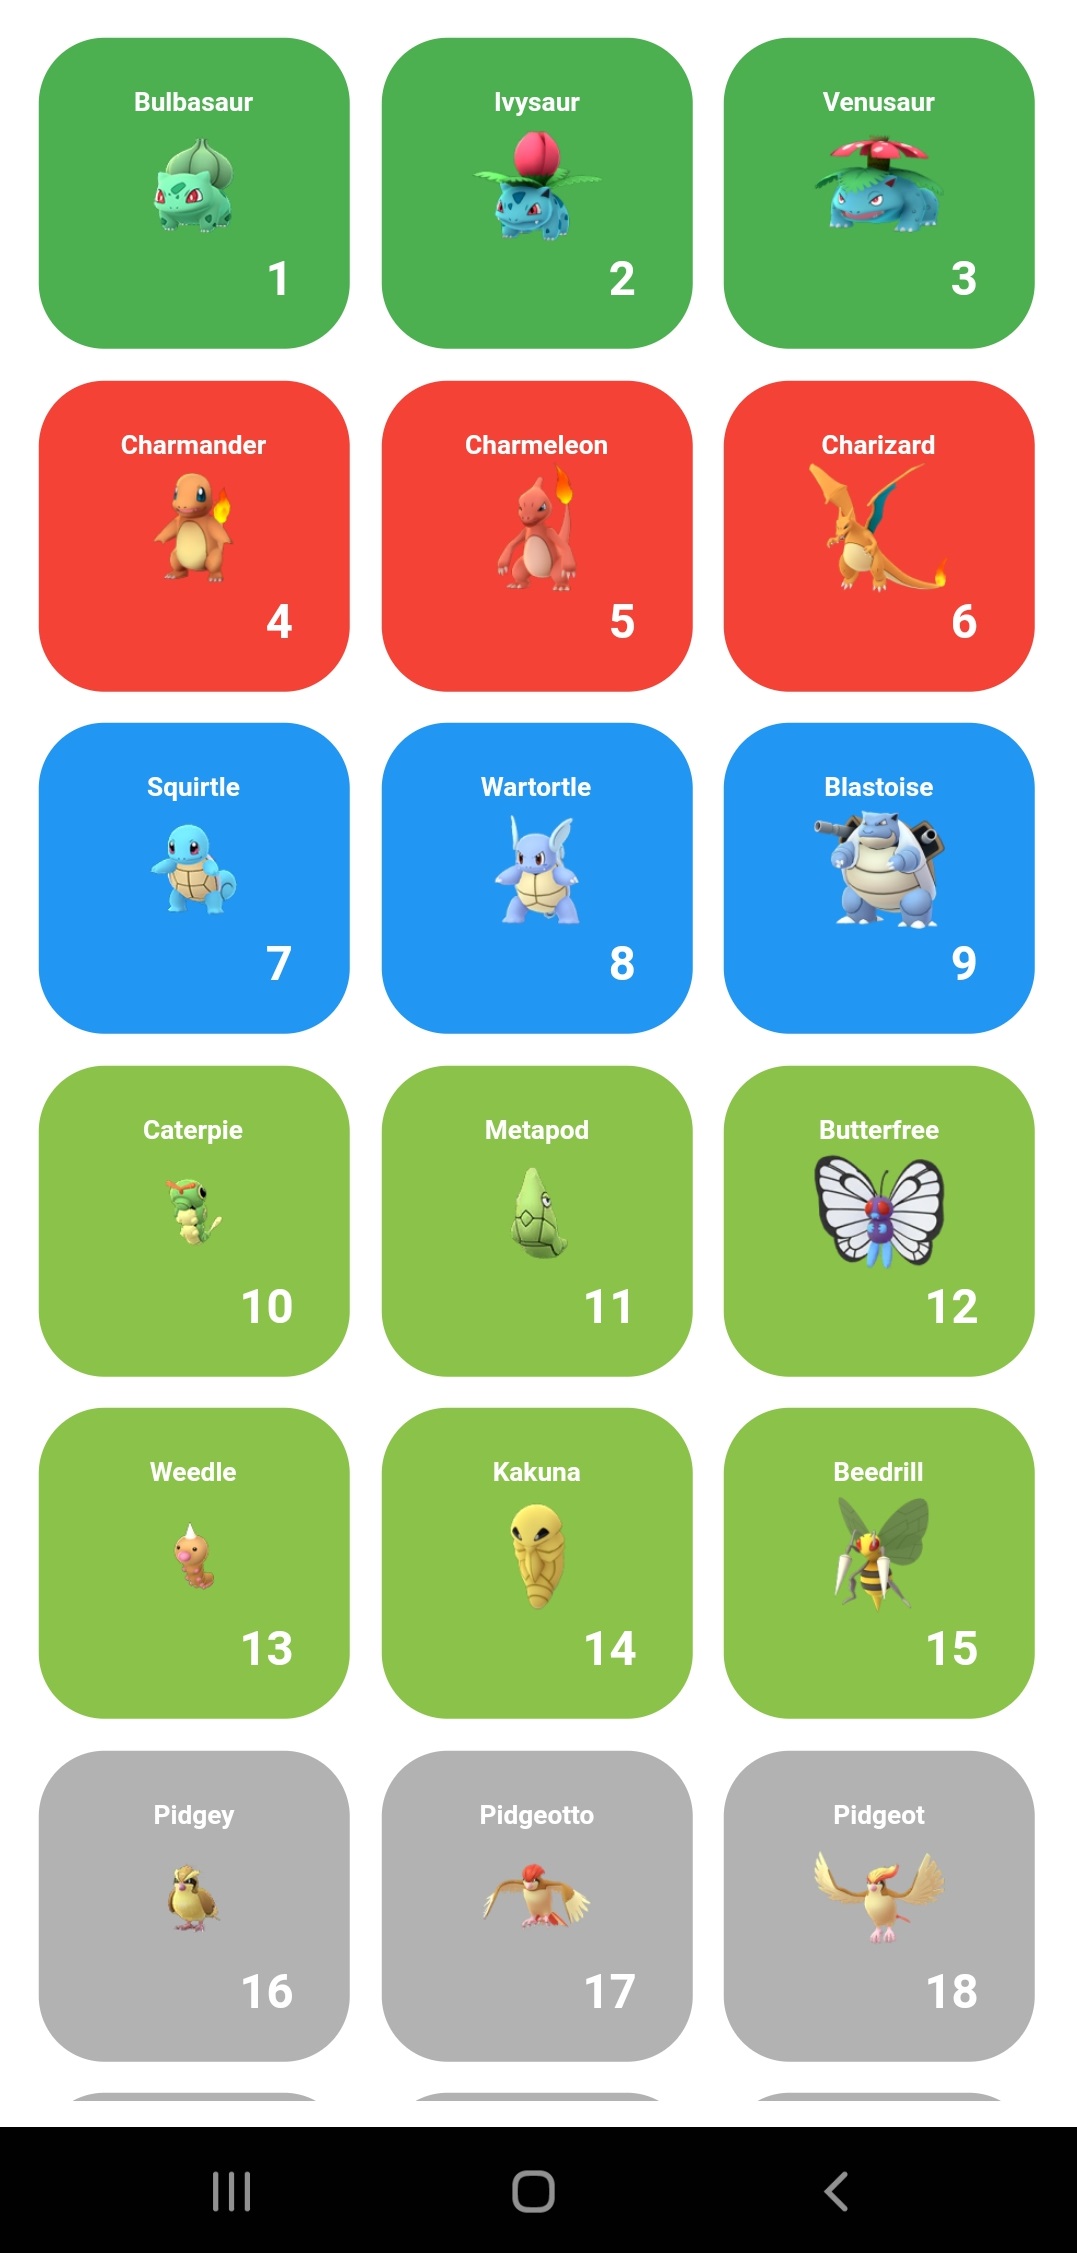 Bulbasaur
Ivysaur
Venusaur
1
2
3
Charmander
Charmeleon
Charizard
4
5
6
Squirtle
Wartortle
Blastoise
7
8
9
Caterpie
Metapod
Butterfree
10
11
12
Weedle
Kakuna
Beedrill
13
14
15
Pidgey
Pidgeotto
Pidgeot
16
17
18